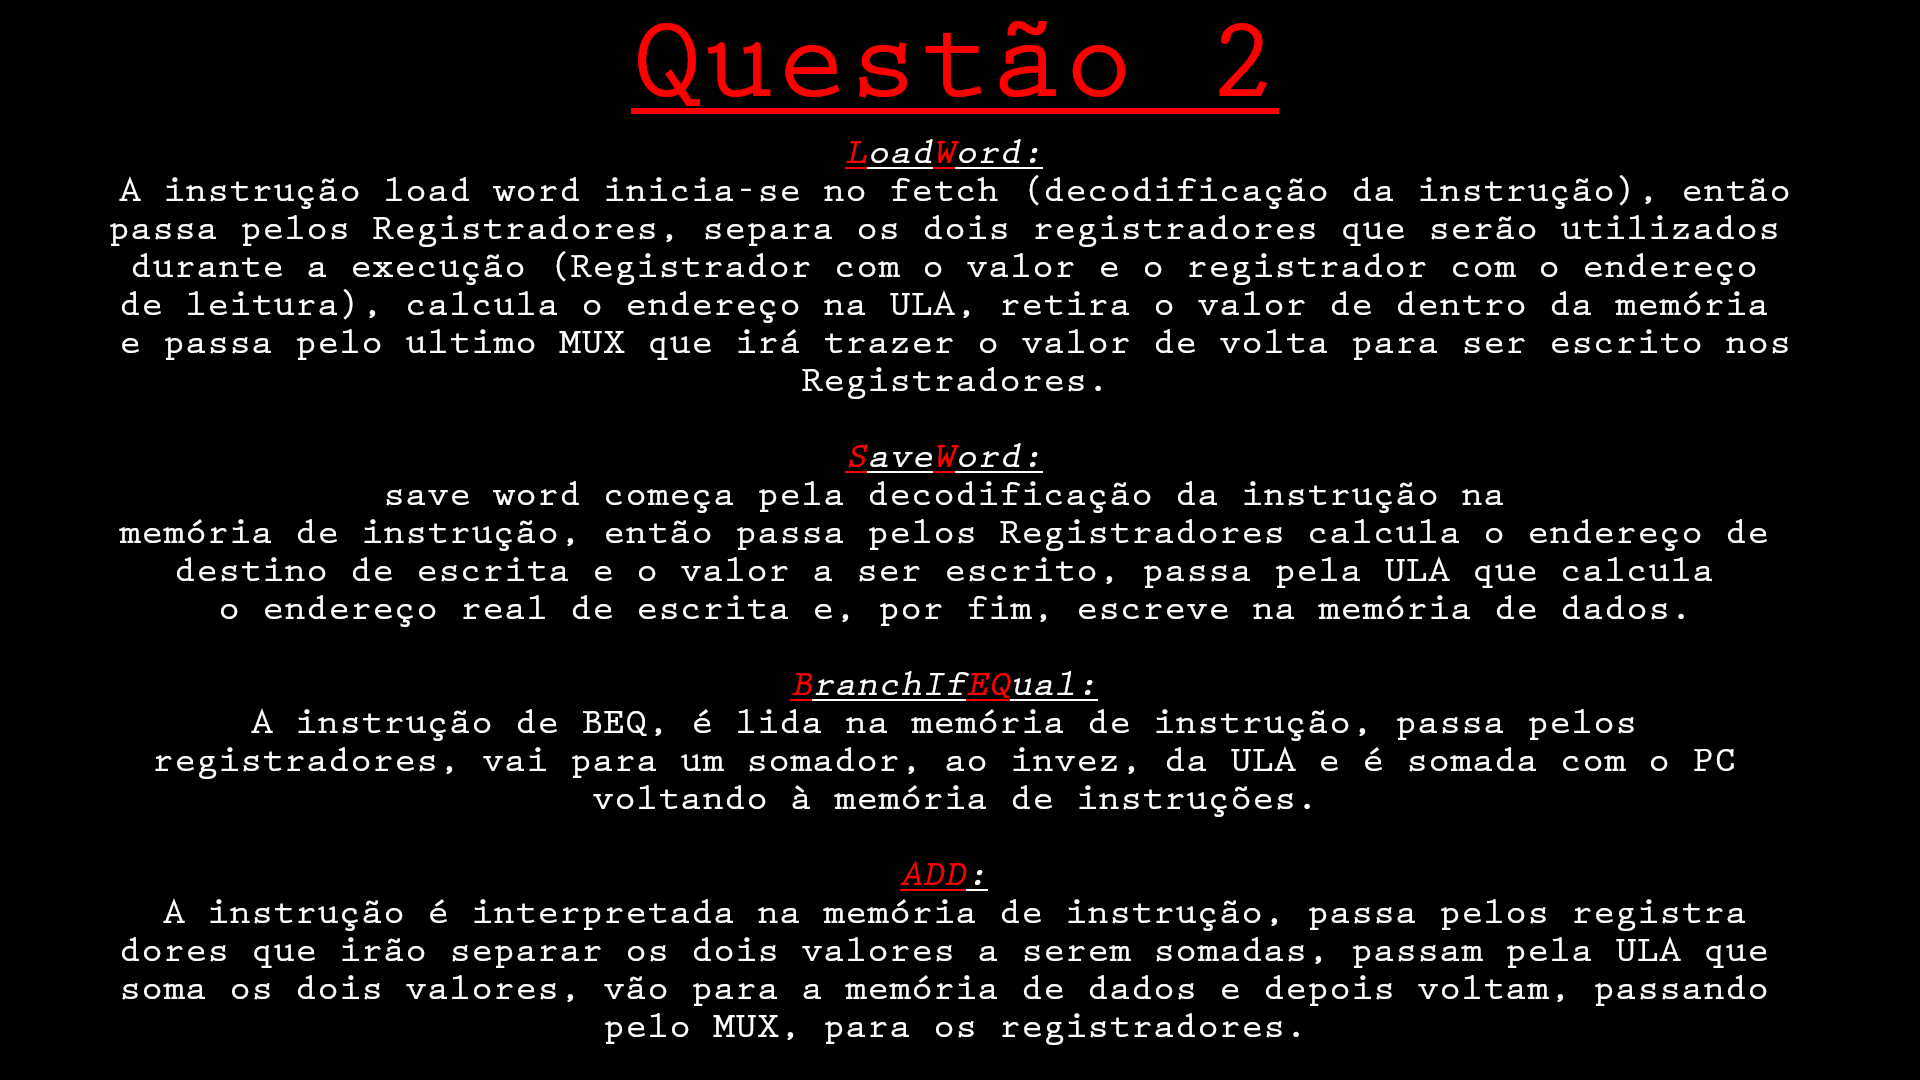 Questão 2
LoadWord:
A instrução load word inicia-se no fetch (decodificação da instrução), então
passa pelos Registradores, separa os dois registradores que serão utilizados
durante a execução (Registrador com o valor e o registrador com o endereço
de leitura), calcula o endereço na ULA, retira o valor de dentro da memória
e passa pelo ultimo MUX que irá trazer o valor de volta para ser escrito nos
Registradores.
SaveWord:
save word começa pela decodificação da instrução na
memória de instrução, então passa pelos Registradores calcula o endereço de
destino de escrita e o valor a ser escrito, passa pela ULA que calcula
o endereço real de escrita e, por fim, escreve na memória de dados.
BranchIfEQual:
A instrução de BEQ, é lida na memória de instrução, passa pelos
registradores, vai para um somador, ao invez, da ULA e é somada com o PC
voltando à memória de instruções.
ADD:
A instrução é interpretada na memória de instrução, passa pelos registra
dores que irão separar os dois valores a serem somadas, passam pela ULA que
soma os dois valores, vão para a memória de dados e depois voltam, passando
pelo MUX, para os registradores.